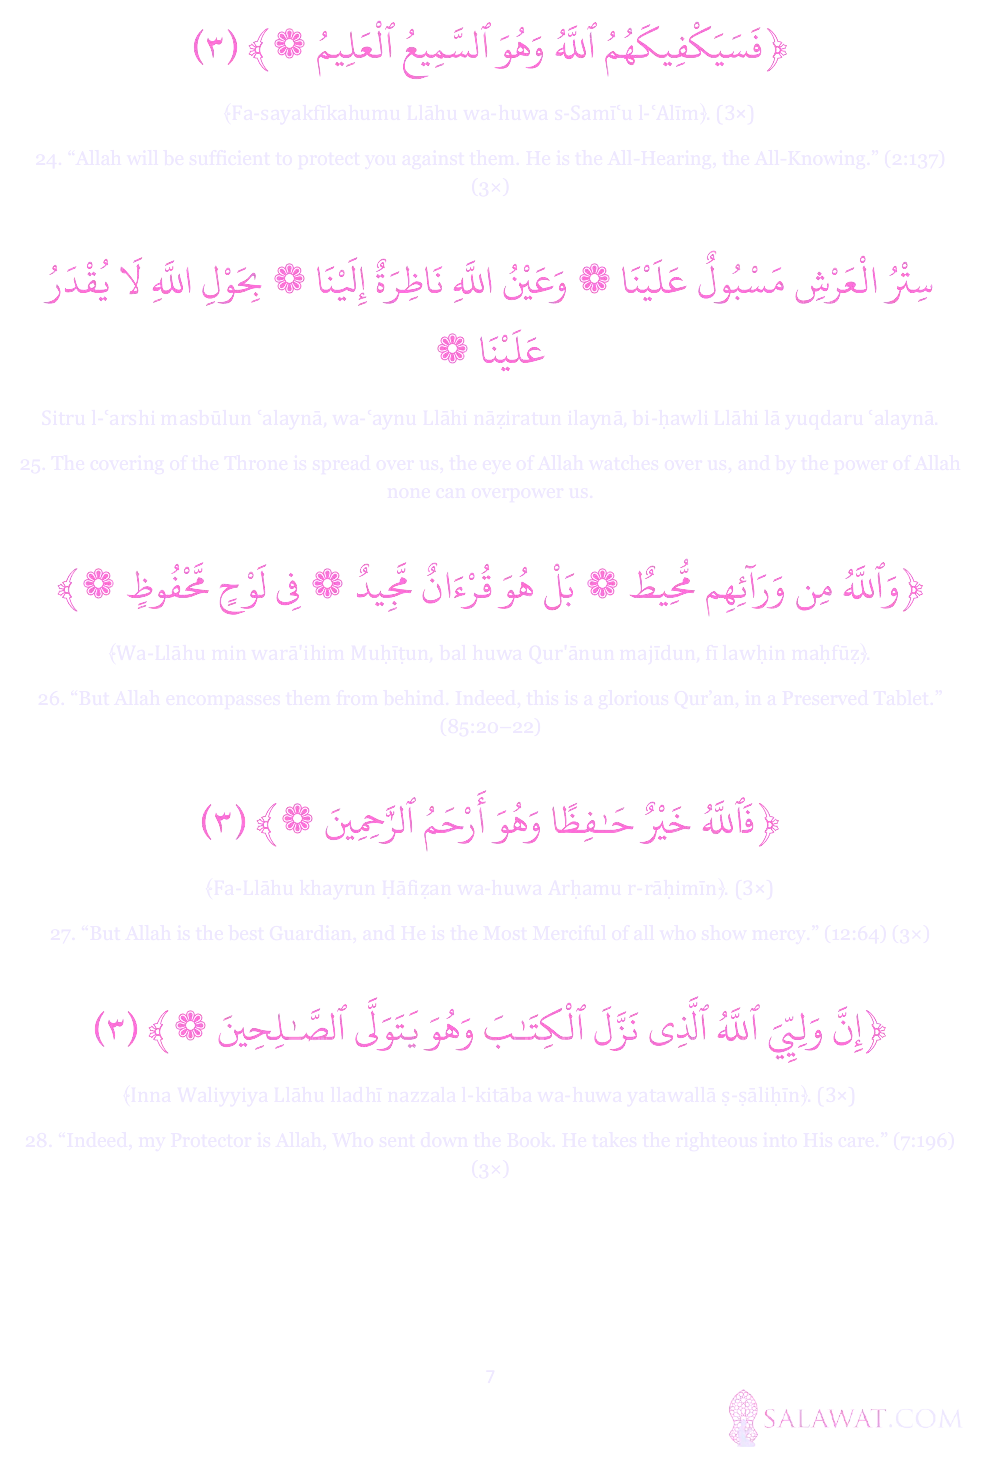 ﴿فَسَيَكْفِيكَهُمُ ٱللَّهُ وَهُوَ ٱلسَّمِيعُ ٱلْعَلِيمُ ❁﴾ (٣)
﴾Fa-sayakfīkahumu Llāhu wa-huwa s-Samīʿu l-ʿAlīm﴿. (3×)
24. “Allah will be sufficient to protect you against them. He is the All-Hearing, the All-Knowing.” (2:137)
(3×)
سِتْرُ الْعَرْشِ مَسْبُولٌ عَلَيْنَا ❁ وَعَيْنُ اللَّهِ نَاظِرَةٌ إِلَيْنَا ❁ بِحَوْلِ اللَّهِ لَا يُقْدَرُ
عَلَيْنَا ❁
Sitru l-ʿarshi masbūlun ʿalaynā, wa-ʿaynu Llāhi nāẓiratun ilaynā, bi-ḥawli Llāhi lā yuqdaru ʿalaynā.
25. The covering of the Throne is spread over us, the eye of Allah watches over us, and by the power of Allah
none can overpower us.
﴿وَٱللَّهُ مِن وَرَآئِهِم مُّحِيطٌ ❁ بَلْ هُوَ قُرْءَانٌ مَّجِيدٌ ❁ فِى لَوْحٍ مَّحْفُوظٍ ❁﴾
﴾Wa-Llāhu min warā'ihim Muḥīṭun, bal huwa Qur'ānun majīdun, fī lawḥin maḥfūẓ﴿.
26. “But Allah encompasses them from behind. Indeed, this is a glorious Qur’an, in a Preserved Tablet.”
(85:20–22)
﴿فَٱللَّهُ خَيْرٌ حَـٰفِظًا وَهُوَ أَرْحَمُ ٱلرَّٰحِمِينَ ❁﴾ (٣)
﴾Fa-Llāhu khayrun Ḥāfiẓan wa-huwa Arḥamu r-rāḥimīn﴿. (3×)
27. “But Allah is the best Guardian, and He is the Most Merciful of all who show mercy.” (12:64) (3×)
﴿إِنَّ وَلِيِّيَ ٱللَّهُ ٱلَّذِى نَزَّلَ ٱلْكِتَـٰبَ وَهُوَ يَتَوَلَّى ٱلصَّـٰلِحِينَ ❁﴾ (٣)
﴾Inna Waliyyiya Llāhu lladhī nazzala l-kitāba wa-huwa yatawallā ṣ-ṣāliḥīn﴿. (3×)
28. “Indeed, my Protector is Allah, Who sent down the Book. He takes the righteous into His care.” (7:196)
(3×)
7
SALAWAT.COM